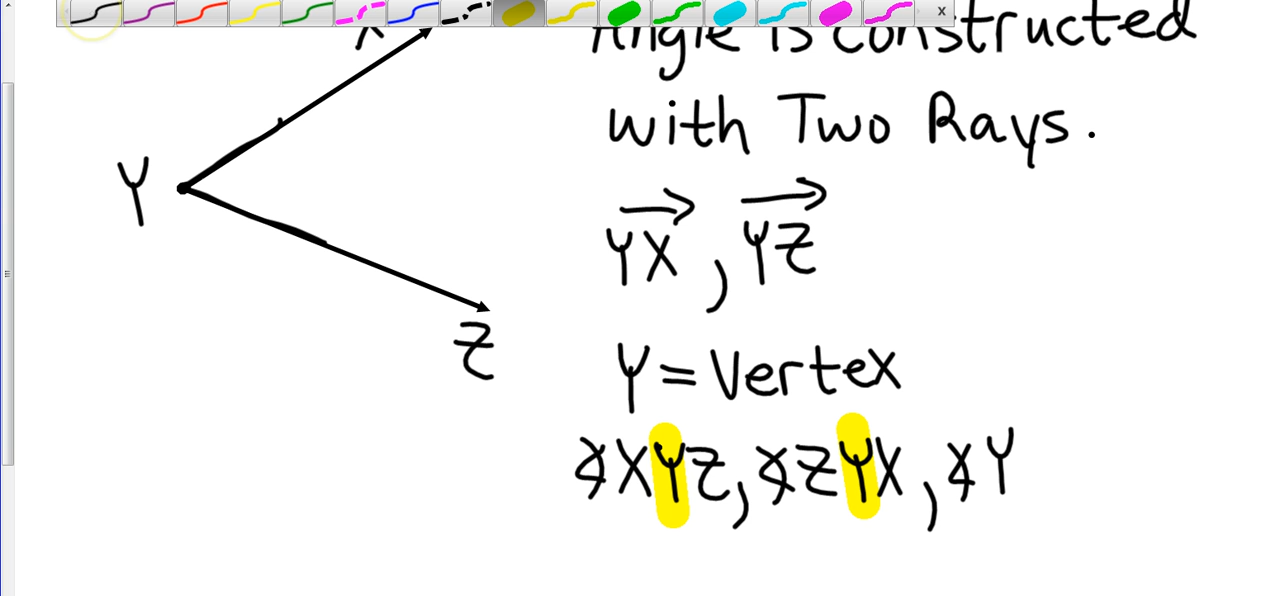 X
Angle is constructed
with Two Rays.
Y
YX, YZ
Z
Y = Vertex
∢XYZ, ∢ZYX, ∢Y
x